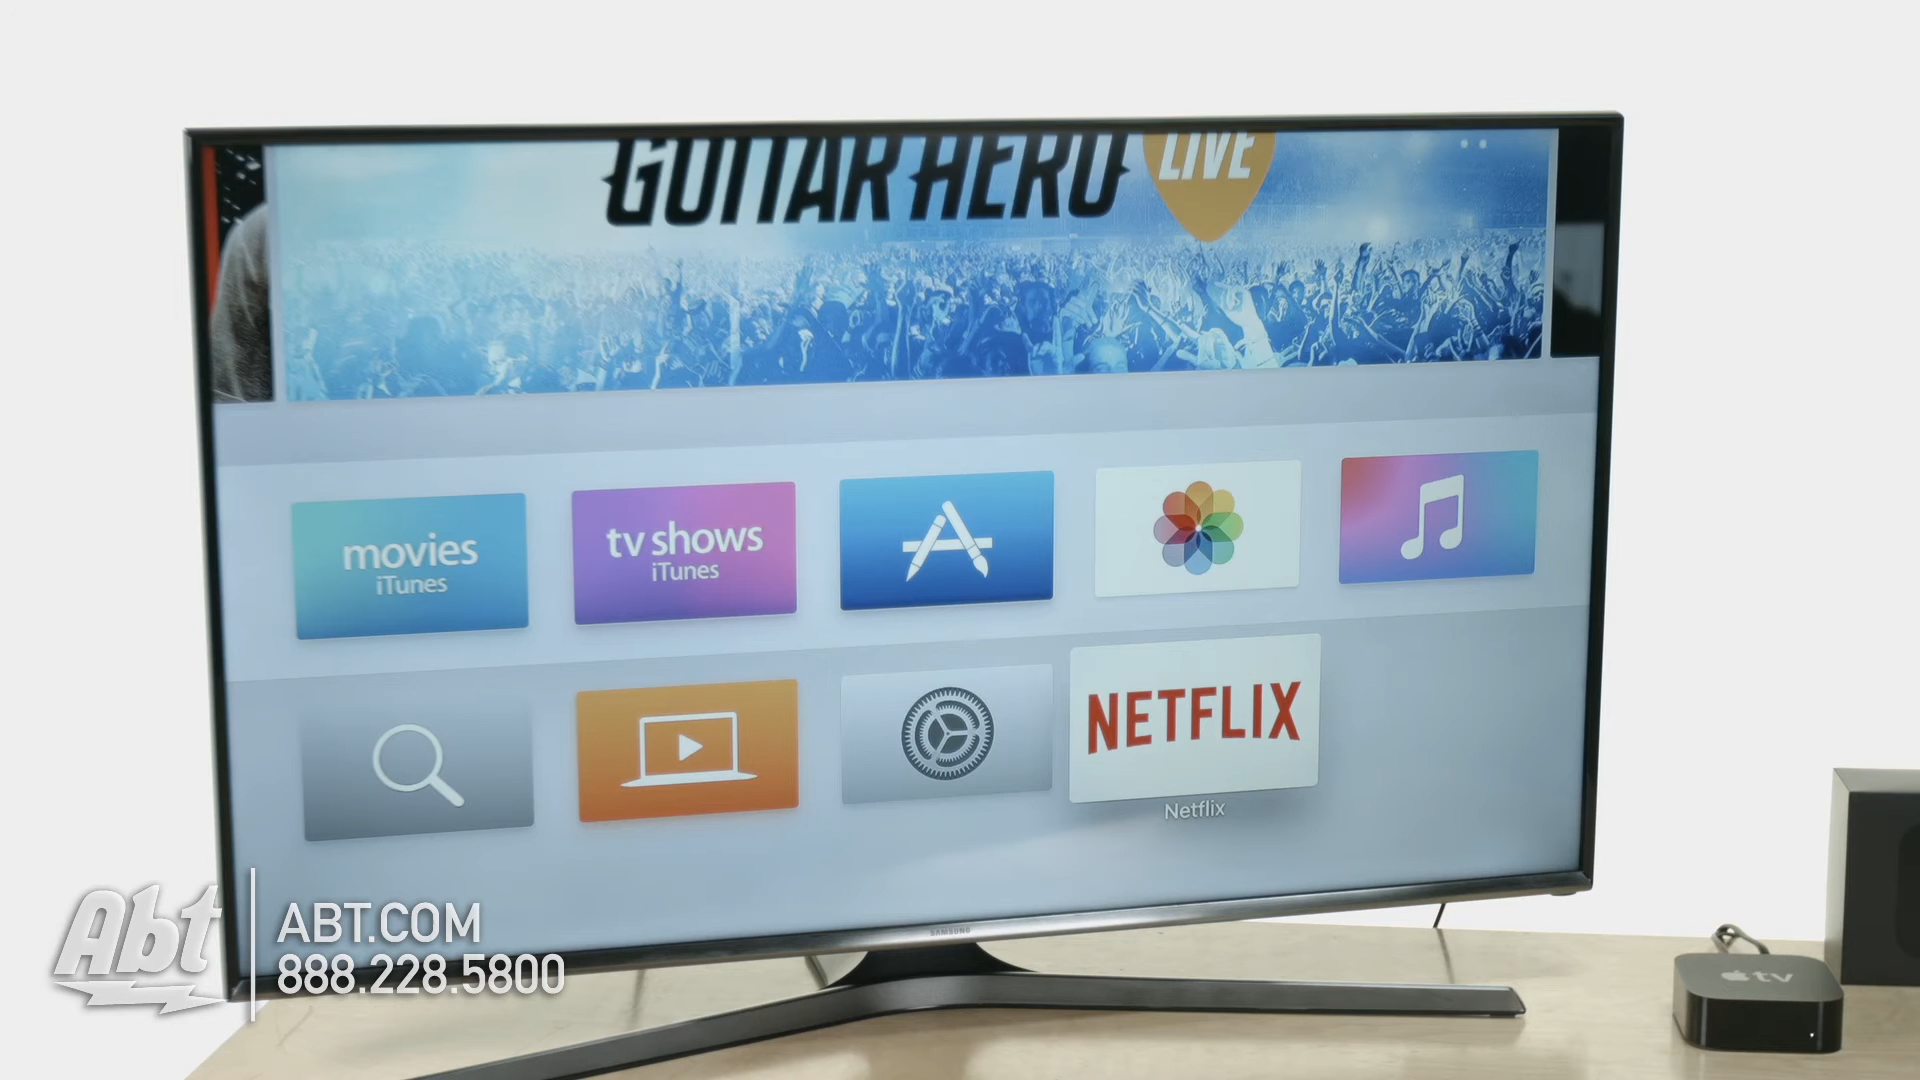 GUITAR HERO LIVE
movies
iTunes
tv shows
iTunes
NETFLIX
Netflix
SAMSUNG
tv
Abt
ABT.COM
888.228.5800